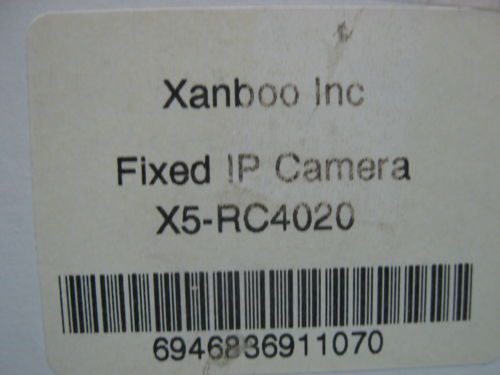 Xanboo Inc
Fixed IP Camera
X5-RC4020
6946836911070